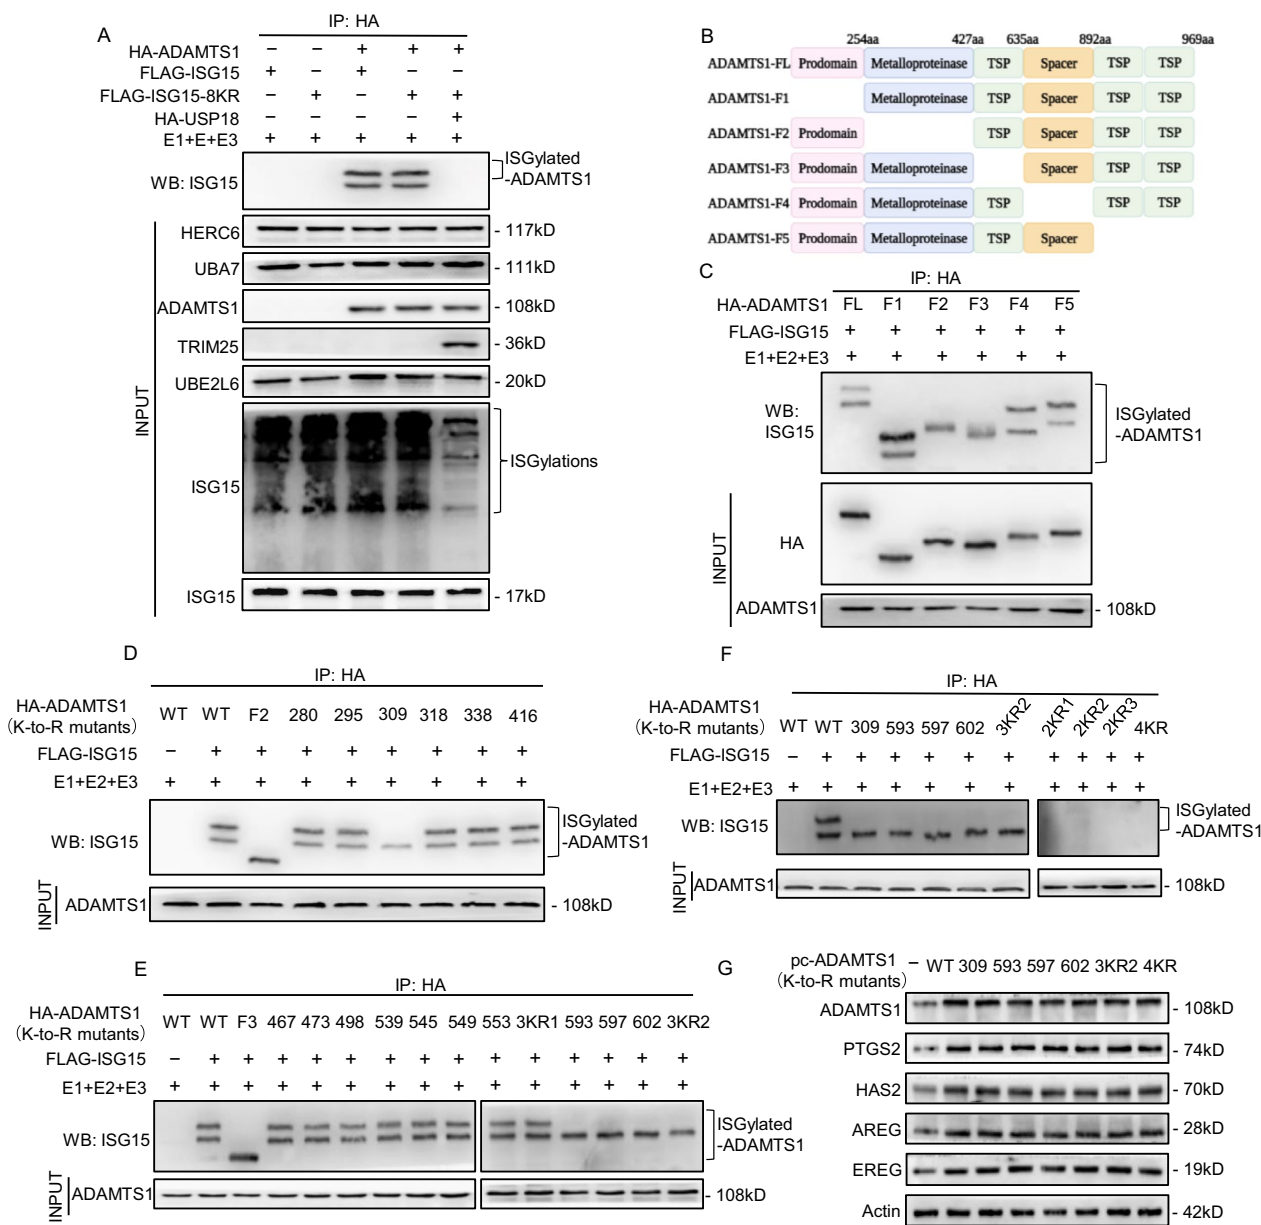 A
IP: HA
HA-ADAMTS1 – – + + +
FLAG-ISG15 + – + – –
FLAG-ISG15-8KR – + – + +
HA-USP18 – – – – +
E1+E+E3 + + + + +
WB: ISG15
ISGylated
-ADAMTS1
INPUT
HERC6 - 117kD
UBA7 - 111kD
ADAMTS1 - 108kD
TRIM25 - 36kD
UBE2L6 - 20kD
ISG15
ISGylations
ISG15 - 17kD
B
254aa 427aa 635aa 892aa 969aa
ADAMTS1-FL Prodomain Metalloproteinase TSP Spacer TSP TSP
ADAMTS1-F1 Metalloproteinase TSP Spacer TSP TSP
ADAMTS1-F2 Prodomain TSP Spacer TSP TSP
ADAMTS1-F3 Prodomain Metalloproteinase Spacer TSP TSP
ADAMTS1-F4 Prodomain Metalloproteinase TSP TSP TSP
ADAMTS1-F5 Prodomain Metalloproteinase TSP Spacer
C
IP: HA
HA-ADAMTS1 FL F1 F2 F3 F4 F5
FLAG-ISG15 + + + + + +
E1+E2+E3 + + + + + +
WB:
ISG15
ISGylated
-ADAMTS1
INPUT
HA
ADAMTS1 - 108kD
D
IP: HA
HA-ADAMTS1
(K-to-R mutants)
WT WT F2 280 295 309 318 338 416
FLAG-ISG15 – + + + + + + + +
E1+E2+E3 + + + + + + + + +
WB: ISG15
ISGylated
-ADAMTS1
INPUT
ADAMTS1 - 108kD
F
IP: HA
HA-ADAMTS1
(K-to-R mutants)
WT WT 309 593 597 602 3KR2 2KR1 2KR2 2KR3 4KR
FLAG-ISG15 – + + + + + + + + + +
E1+E2+E3 + + + + + + + + + + +
WB: ISG15
ISGylated
-ADAMTS1
INPUT
ADAMTS1 - 108kD
E
IP: HA
HA-ADAMTS1
(K-to-R mutants)
WT WT F3 467 473 498 539 545 549 553 3KR1 593 597 602 3KR2
FLAG-ISG15 – + + + + + + + + + + + + + +
E1+E2+E3 + + + + + + + + + + + + + + +
WB: ISG15
ISGylated
-ADAMTS1
INPUT
ADAMTS1 - 108kD
G
pc-ADAMTS1
(K-to-R mutants)
– WT 309 593 597 602 3KR2 4KR
ADAMTS1 - 108kD
PTGS2 - 74kD
HAS2 - 70kD
AREG - 28kD
EREG - 19kD
Actin - 42kD